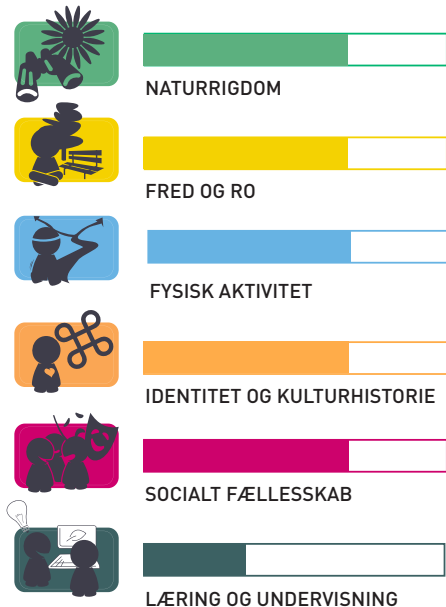 NATURRIGDOM
FRED OG RO
FYSISK AKTIVITET
IDENTITET OG KULTURHISTORIE
SOCIALT FÆLLESSKAB
LÆRING OG UNDERVISNING